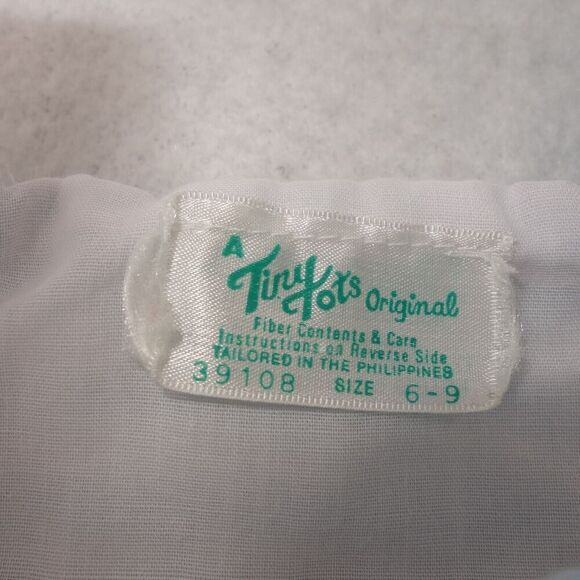 A
Tiny Tots Original
Fiber Contents & Care
Instructions on Reverse Side
TAILORED IN THE PHILIPPINES
39108 SIZE 6-9